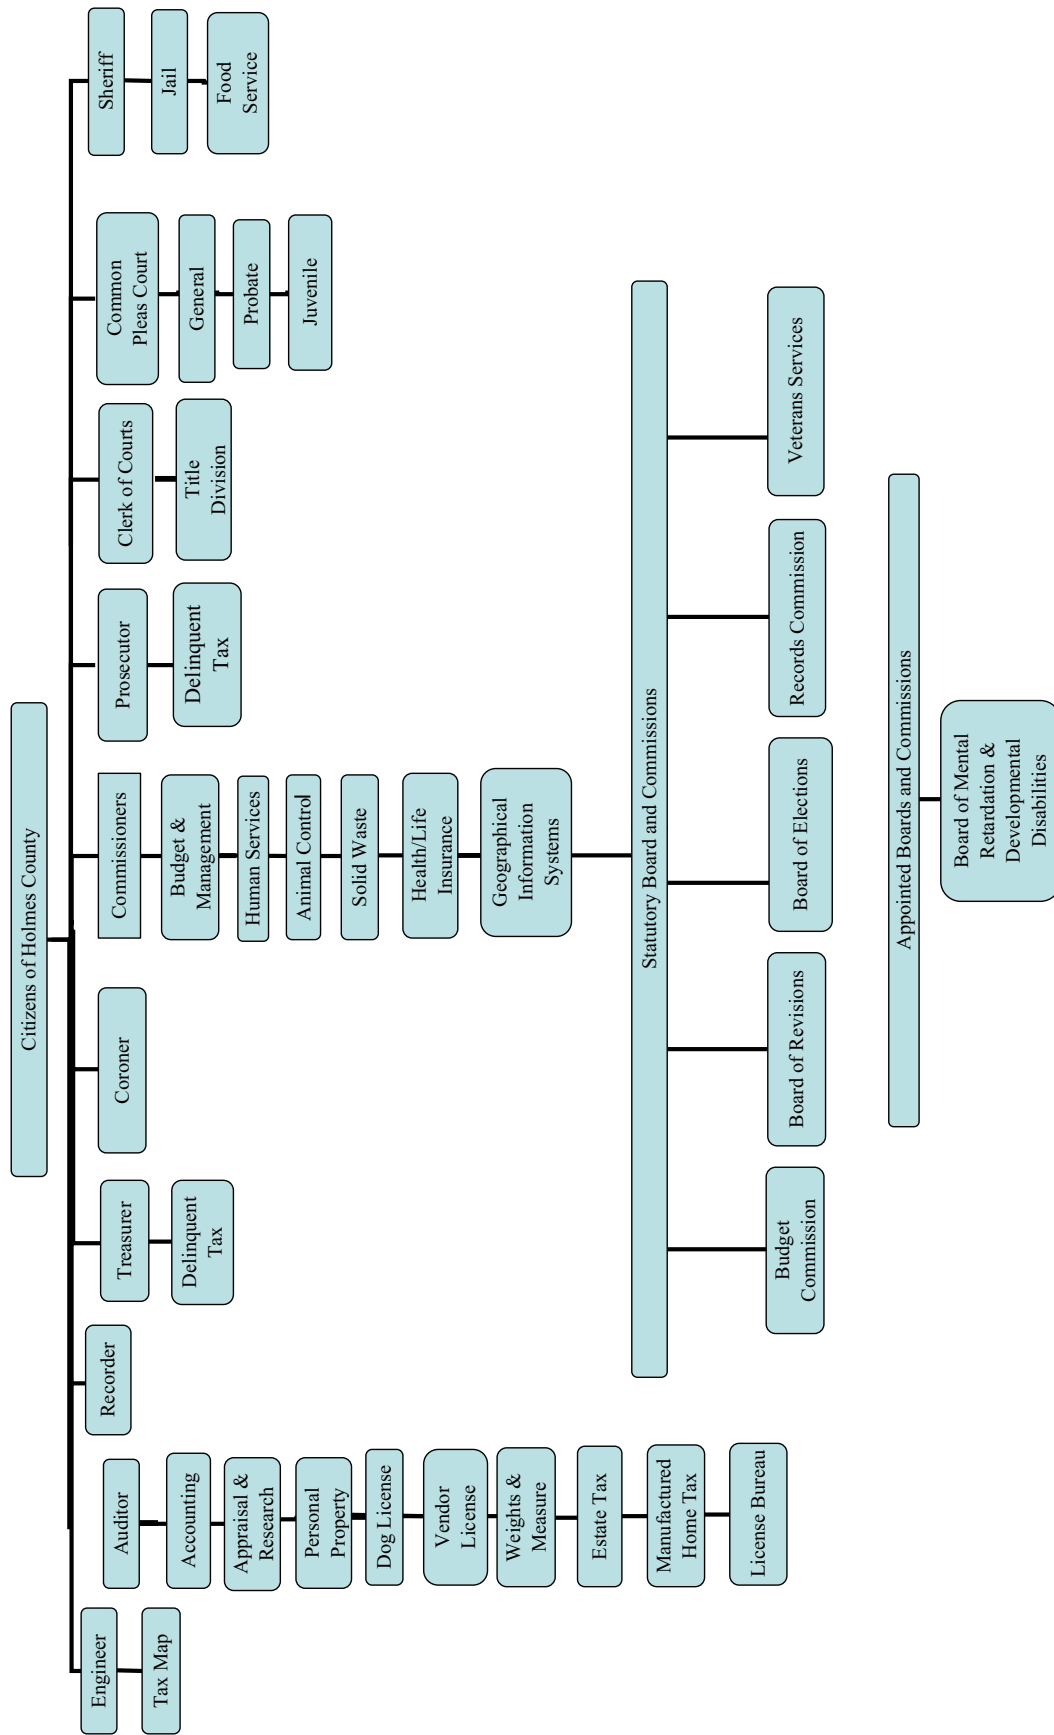 Citizens of Holmes County
Engineer
Tax Map
Auditor
Accounting
Appraisal &
Research
Personal
Property
Dog License
Vendor
License
Weights &
Measure
Estate Tax
Manufactured
Home Tax
License Bureau
Recorder
Treasurer
Delinquent
Tax
Coroner
Commissioners
Budget &
Management
Human Services
Animal Control
Solid Waste
Health/Life
Insurance
Geographical
Information
Systems
Prosecutor
Delinquent
Tax
Clerk of Courts
Title
Division
Common
Pleas Court
General
Probate
Juvenile
Sheriff
Jail
Food
Service
Statutory Board and Commissions
Budget
Commission
Board of Revisions
Board of Elections
Records Commission
Veterans Services
Appointed Boards and Commissions
Board of Mental
Retardation &
Developmental
Disabilities